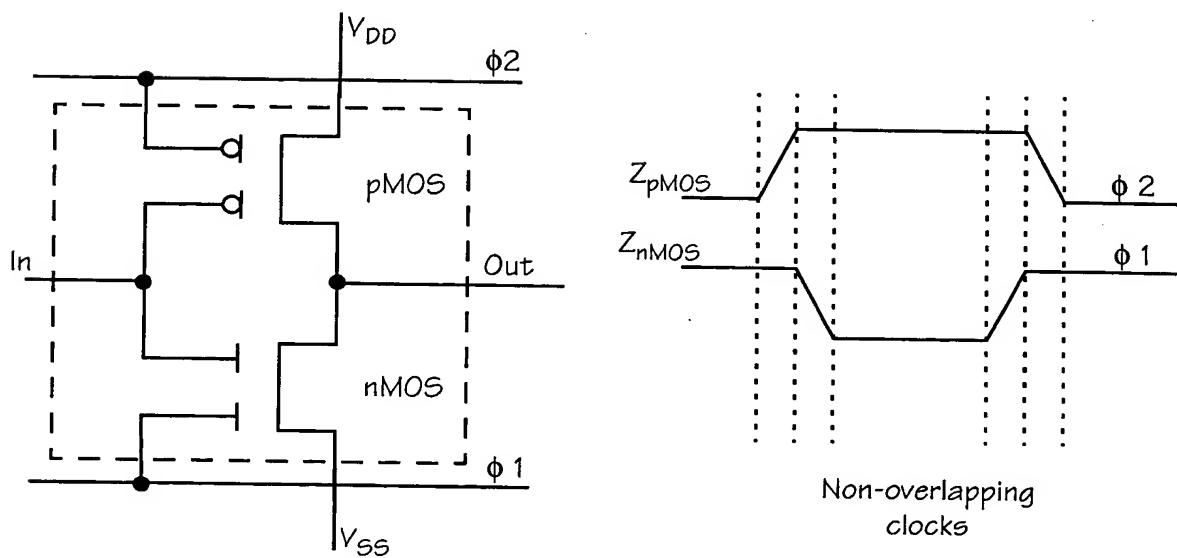 VDD
ϕ2
pMOS
In
Out
nMOS
ϕ1
VSS
ZpMOS
ϕ 2
ZnMOS
ϕ 1
Non-overlapping
clocks